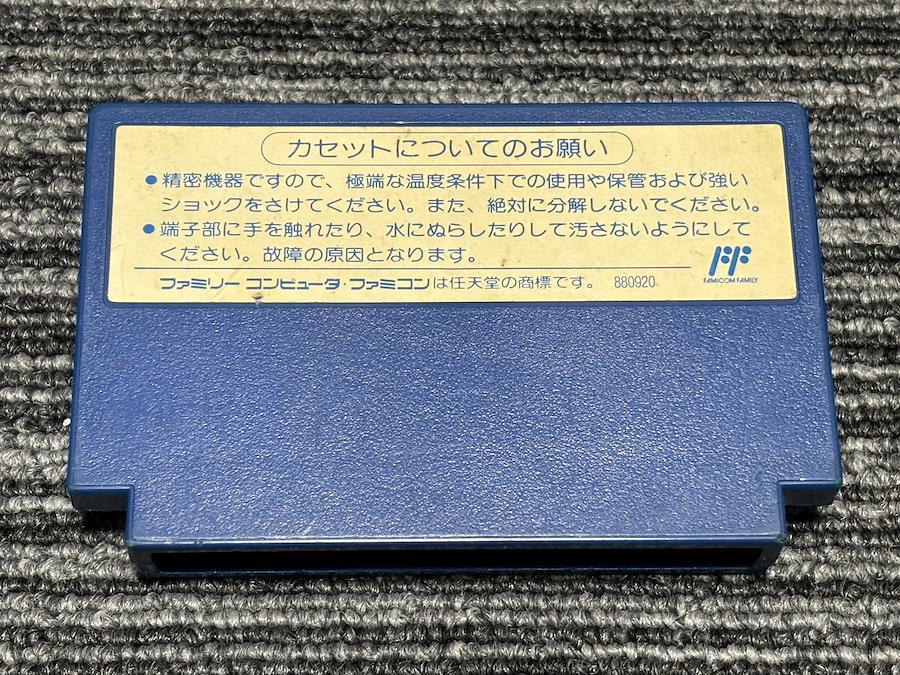 カセットについてのお願い
●精密機器ですので、極端な温度条件下での使用や保管および強い
ショックをさけてください。また、絶対に分解しないでください。
●端子部に手を触れたり、水にぬらしたりして汚さないようにして
ください。故障の原因となります。
FAMICOM FAMILY
ファミリー コンピュータ・ファミコンは任天堂の商標です。 880920